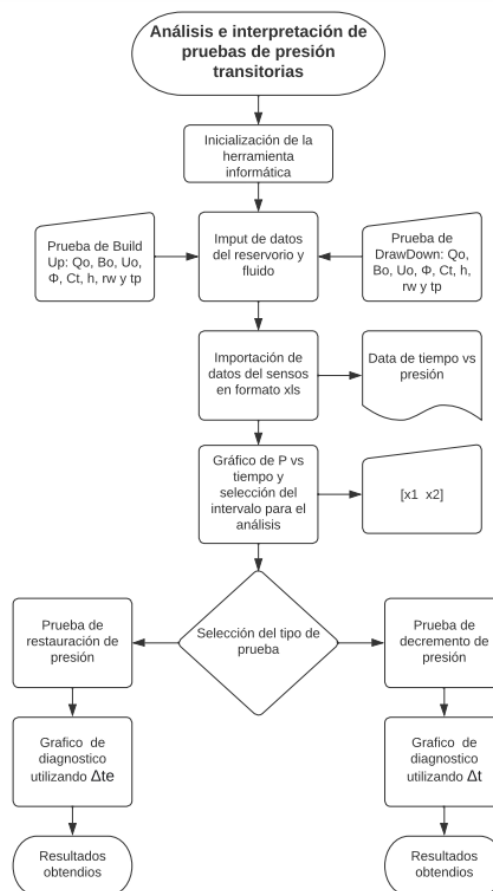 Análisis e interpretación de
pruebas de presión
transitorias
Inicialización de la
herramienta
informática
Prueba de Build
Up: Qo, Bo, Uo,
Φ, Ct, h, rw y tp
Imput de datos
del reservorio y
fluido
Prueba de
DrawDown: Qo,
Bo, Uo, Φ, Ct, h,
rw y tp
Importación de
datos del sensos
en formato xls
Data de tiempo vs
presión
Gráfico de P vs
tiempo y
selección del
intervalo para el
análisis
[x1 x2]
Selección del tipo de
prueba
Prueba de
restauración de
presión
Prueba de
decremento de
presión
Grafico de
diagnostico
utilizando Δte
Grafico de
diagnostico
utilizando Δt
Resultados
obtendios
Resultados
obtendios